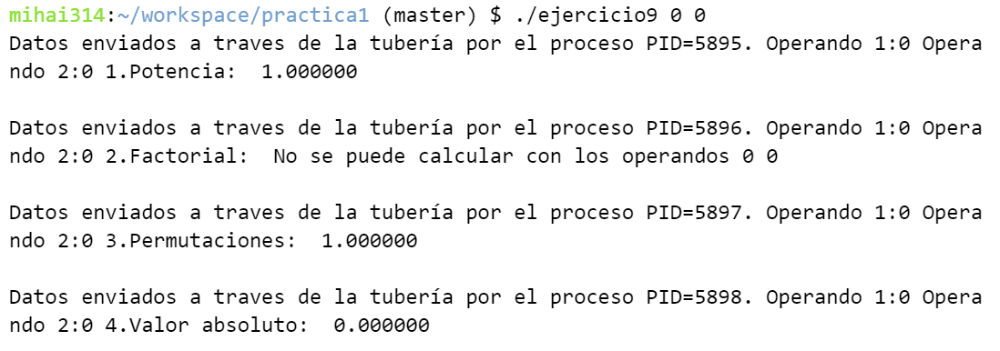 mihai314:~/workspace/practica1 (master) $ ./ejercicio9 0 0
Datos enviados a traves de la tubería por el proceso PID=5895. Operando 1:0 Opera
ndo 2:0 1.Potencia:  1.000000
Datos enviados a traves de la tubería por el proceso PID=5896. Operando 1:0 Opera
ndo 2:0 2.Factorial:  No se puede calcular con los operandos 0 0
Datos enviados a traves de la tubería por el proceso PID=5897. Operando 1:0 Opera
ndo 2:0 3.Permutaciones:  1.000000
Datos enviados a traves de la tubería por el proceso PID=5898. Operando 1:0 Opera
ndo 2:0 4.Valor absoluto:  0.000000